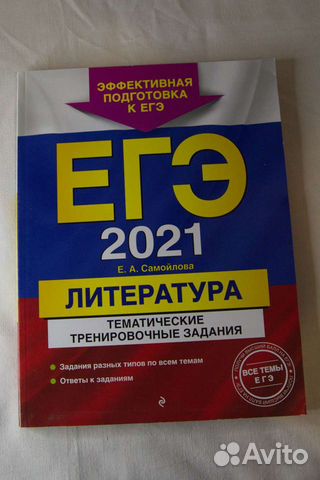 ЭФФЕКТИВНАЯ
ПОДГОТОВКА
К ЕГЭ
ЕГЭ
2021
Е. А. Самойлова
ЛИТЕРАТУРА
ТЕМАТИЧЕСКИЕ
ТРЕНИРОВОЧНЫЕ ЗАДАНИЯ
Задания разных типов по всем темам
Ответы к заданиям
ВСЕ ТЕМЫ
ЕГЭ
Avito